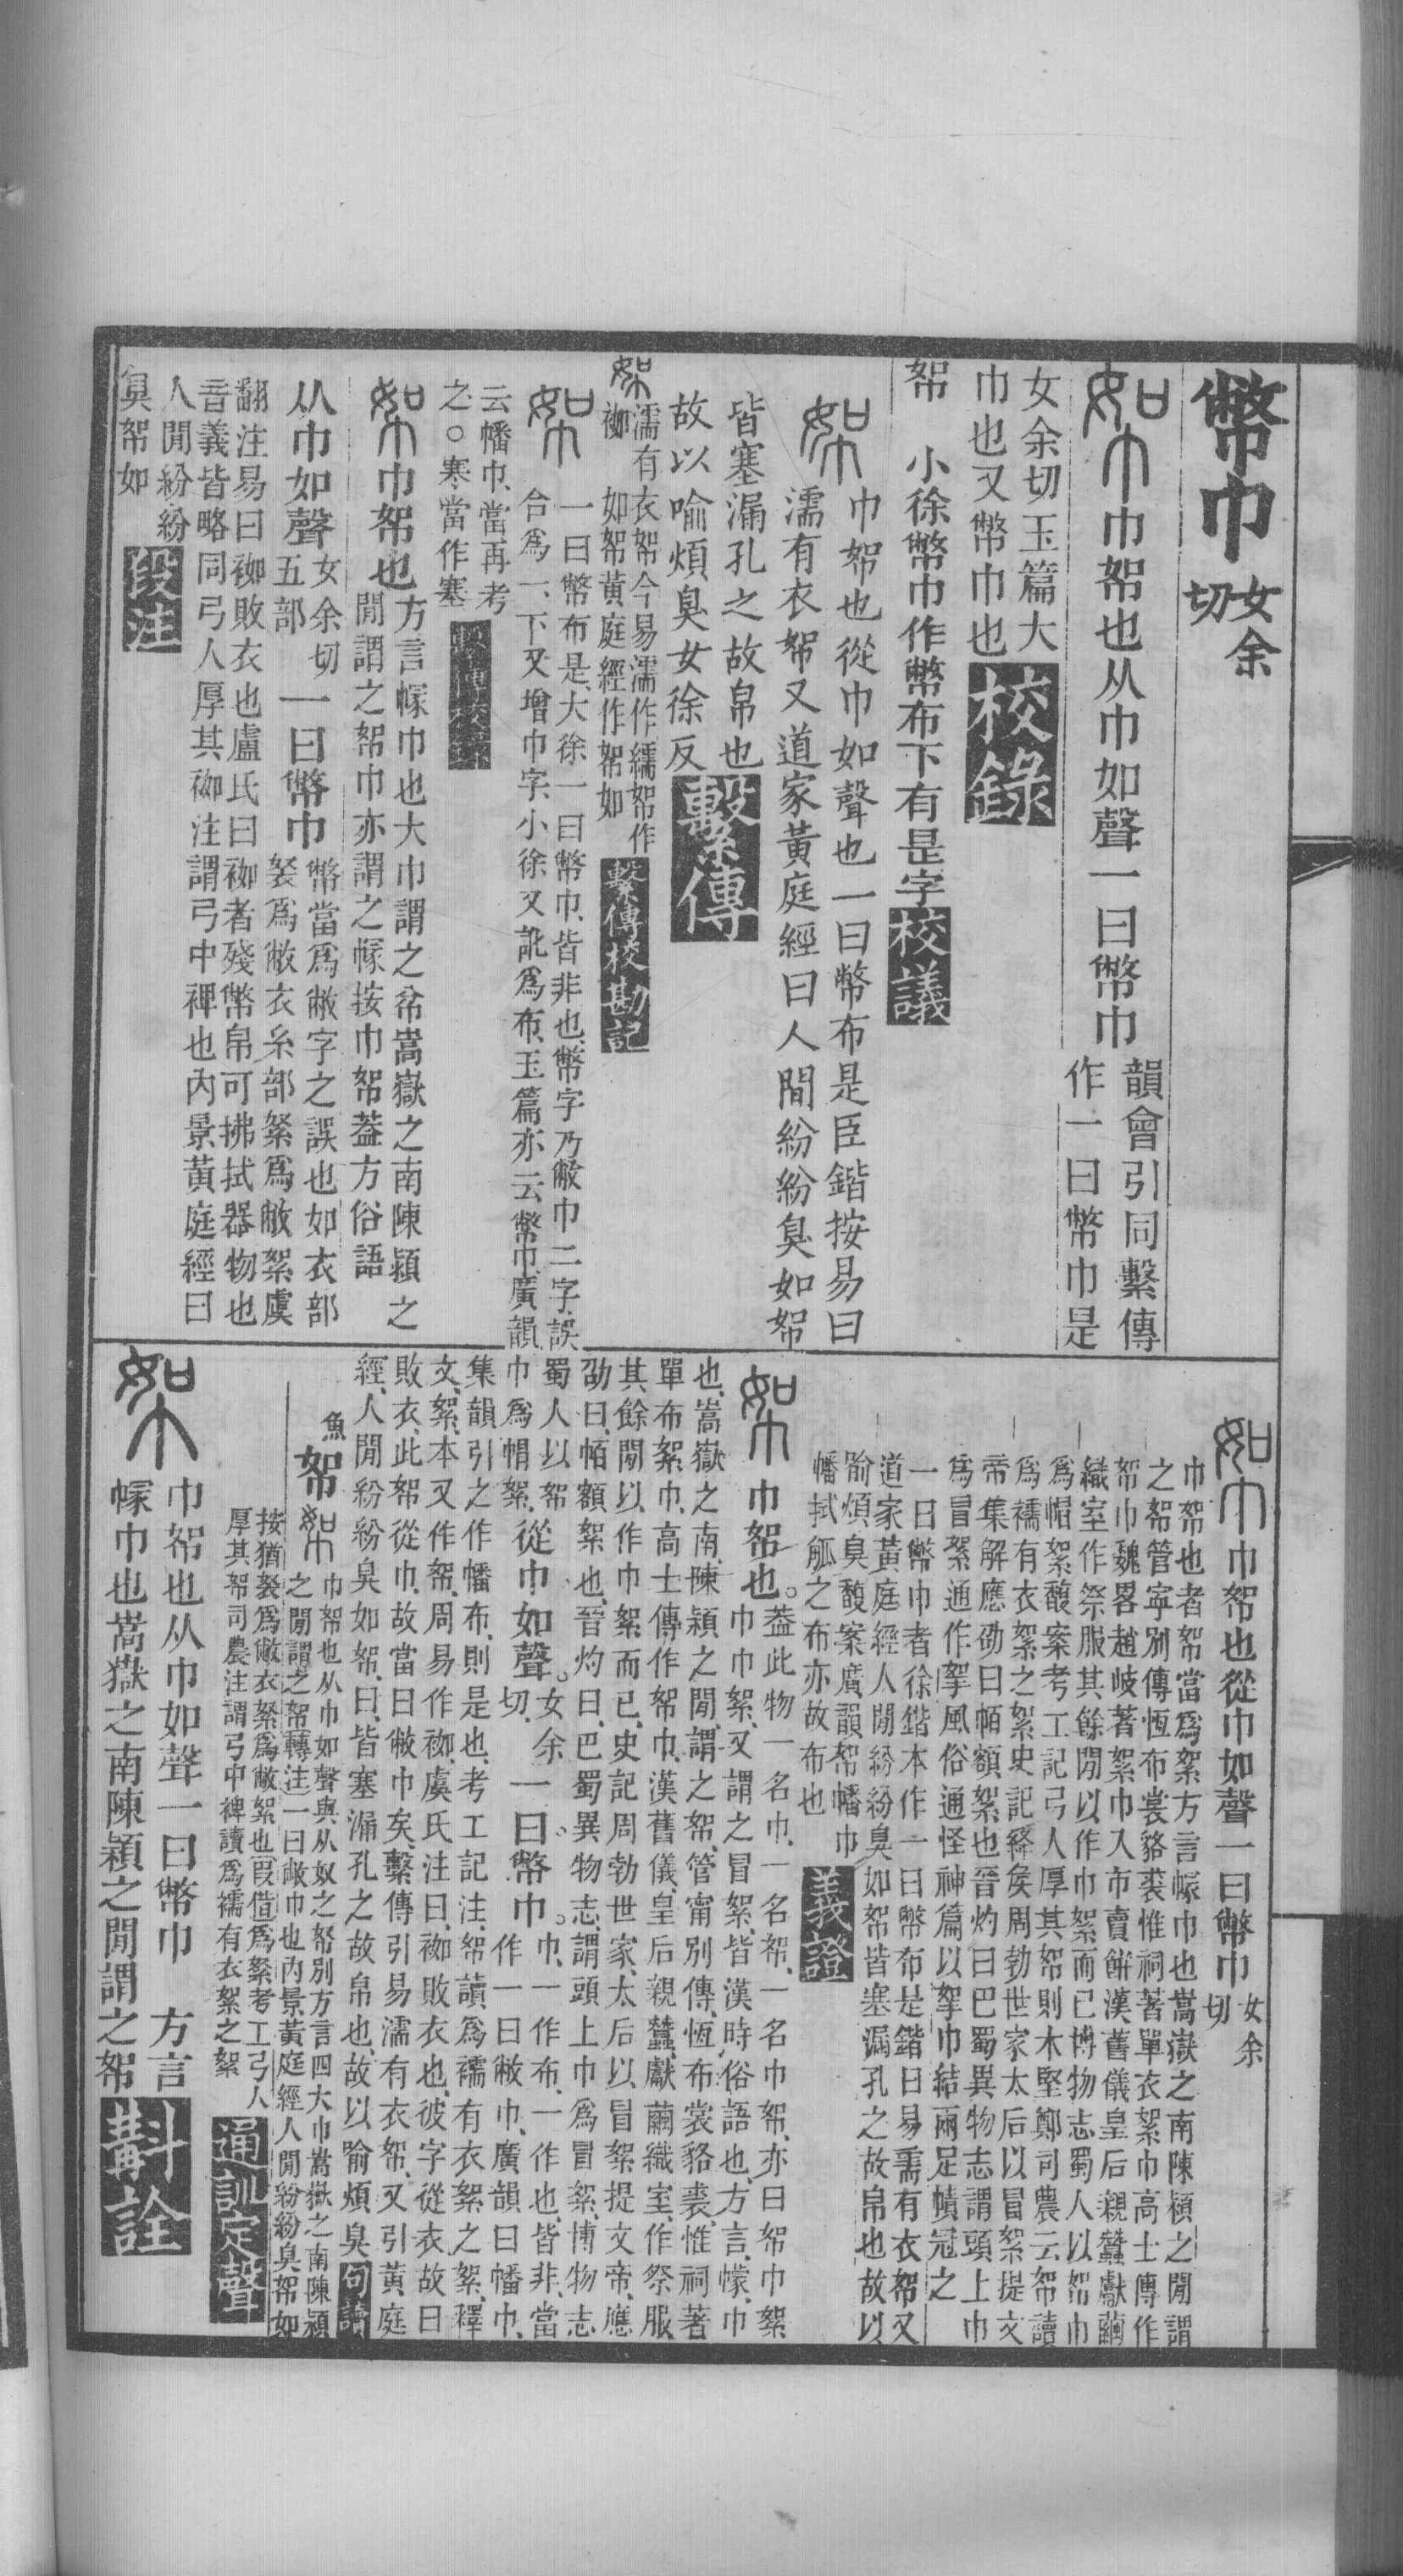 幣巾女余切
帤巾帤也从巾如聲一曰幣巾韻會引同繫傳作一曰幣巾是
女余切玉篇大
巾也又幣巾也校錄
帤 小徐幣巾作幣布下有是字校議
帤巾帤也從巾如聲也一曰幣布是臣鍇按易曰
濡有衣帤又道家黃庭經曰人間紛紛臭如帤
皆塞漏孔之故帛也
故以喻煩臭女徐反繫傳
帤濡有衣帤今易濡作繻帤作
袽 如帤黃庭經作帤如繫傳校勘記
帤一曰幣布是大徐一曰幣巾皆非也幣字乃敝巾二字誤
合爲一下又增巾字小徐又訛爲布玉篇亦云幣巾廣韻
云幡巾當再考
之○寒當作塞
帤巾帤也方言幏巾也大巾謂之㡋嵩嶽之南陳潁之
閒謂之帤巾亦謂之幏按巾帤葢方俗語
从巾如聲女余切五部一曰幣巾幣當爲敝字之誤也如衣部
袈爲敝衣糸部絮爲敝絮虞
翻注易曰袽敗衣也盧氏曰袽者殘幣帛可拂拭器物也
音義皆略同弓人厚其袽注謂弓中裨也內景黃庭經曰
人閒紛紛
臭帤如段注
帤巾帤也從巾如聲一曰幣巾女余切
巾帤也者帤當爲絮方言幏巾也嵩嶽之南陳潁之閒謂
之帤管寧別傳恆布裳貉裘惟祠著單衣絮巾高士傳作
帤巾魏畧趙岐著絮巾入市賣餅漢舊儀皇后親蠶獻繭
織室作祭服其餘閒以作巾絮而已博物志蜀人以帤巾
爲帽絮馥案考工記弓人厚其帤則木堅鄭司農云帤讀
爲襦有衣絮之絮史記絳矦周勃世家太后以冒絮提文
帝集解應劭曰帞額絮也晉灼曰巴蜀異物志謂頭上巾
爲冒絮通作挐風俗通怪神篇以挐巾結兩足幘冠之
一曰幣巾者徐鍇本作一曰幣布是鍇曰易濡有衣帤又
道家黃庭經人閒紛紛臭如帤皆塞漏孔之故帛也故以
喻煩臭馥案廣韻帤幡巾
幡拭觚之布亦故布也義證
帤巾帤也。葢此物一名巾、一名帤、一名巾帤、亦曰帤巾絮
巾巾絮、又謂之冒絮、皆漢時俗語也、方言、幪、巾
也、嵩嶽之南、陳潁之閒、謂之帤、管甯別傳、恆布裳貉裘、惟祠著
單布絮巾、高士傳作帤巾、漢舊儀、皇后親蠶、獻繭織室、作祭服、
其餘閒以作巾絮而已、史記周勃世家、太后以冒絮提文帝、應
劭曰、帞額絮也、晉灼曰、巴蜀異物志、謂頭上巾爲冒絮、博物志
蜀人以帤
巾爲帽絮、從巾如聲。女余切、一曰幣巾。巾、一作布、一作也、皆非、當
作一曰敝巾、廣韻曰幡巾、
集韻引之作幡布、則是也、考工記注、帤讀爲襦有衣絮之絮、釋
文、絮、本又作帤、周易作袽、虞氏注曰、袽敗衣也、彼字從衣、故曰
敗衣、此帤從巾、故當曰敝巾矣、繫傳引易濡有衣帤、又引黃庭
經、人閒紛紛臭如帤、曰、皆塞漏孔之故帛也、故以喻煩臭句讀
魚帤帤巾帤也从巾如聲與从奴之帑別方言四大巾嵩嶽之南陳潁
之閒謂之帤轉注一曰敝巾也內景黃庭經人閒紛紛臭帤如
按猶袈爲敝衣絮爲敝絮也叚借爲絮考工弓人
厚其帤司農注謂弓中裨讀爲襦有衣絮之絮通訓定聲
帤巾帤也从巾如聲一曰幣巾 方言
幏巾也嵩嶽之南陳潁之閒謂之帤斠詮